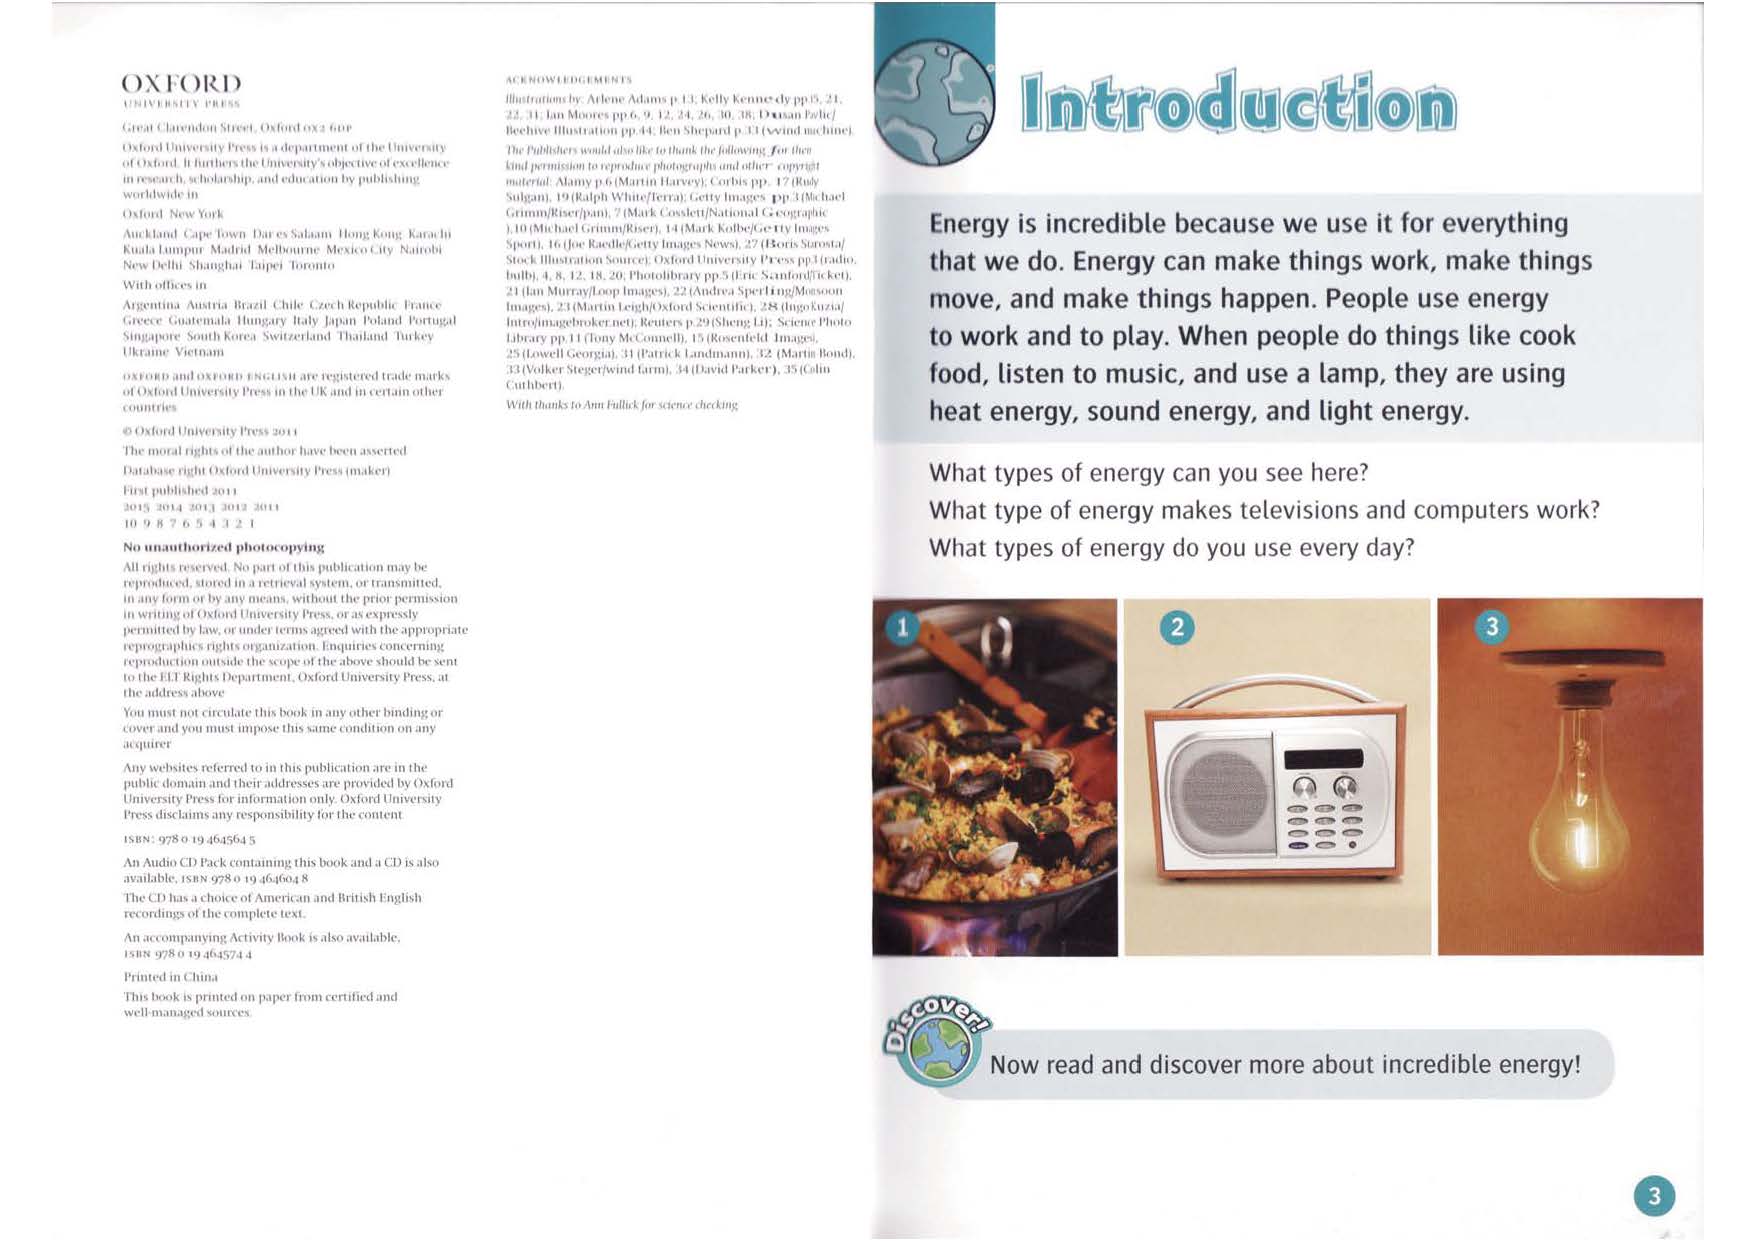 OXFORD
UNIVERSITY PRESS
Great Clarendon Street, Oxford OX2 6DP
Oxford University Press is a department of the University
of Oxford. It furthers the University's objective of excellence
in research, scholarship, and education by publishing
worldwide in
Oxford New York
Auckland Cape Town Dar es Salaam Hong Kong Karachi
Kuala Lumpur Madrid Melbourne Mexico City Nairobi
New Delhi Shanghai Taipei Toronto
With offices in
Argentina Austria Brazil Chile Czech Republic France
Greece Guatemala Hungary Italy Japan Poland Portugal
Singapore South Korea Switzerland Thailand Turkey
Ukraine Vietnam
OXFORD and OXFORD ENGLISH are registered trade marks
of Oxford University Press in the UK and in certain other
countries
© Oxford University Press 2011
The moral rights of the author have been asserted
Database right Oxford University Press (maker)
First published 2011
2015 2014 2013 2012 2011
10 9 8 7 6 5 4 3 2 1
No unauthorized photocopying
All rights reserved. No part of this publication may be
reproduced, stored in a retrieval system, or transmitted,
in any form or by any means, without the prior permission
in writing of Oxford University Press, or as expressly
permitted by law, or under terms agreed with the appropriate
reprographics rights organization. Enquiries concerning
reproduction outside the scope of the above should be sent
to the ELT Rights Department, Oxford University Press, at
the address above
You must not circulate this book in any other binding or
cover and you must impose this same condition on any
acquirer
Any websites referred to in this publication are in the
public domain and their addresses are provided by Oxford
University Press for information only. Oxford University
Press disclaims any responsibility for the content
ISBN: 978 0 19 464564 5
An Audio CD Pack containing this book and a CD is also
available, ISBN 978 0 19 464604 8
The CD has a choice of American and British English
recordings of the complete text.
An accompanying Activity Book is also available,
ISBN 978 0 19 464574 4
Printed in China
This book is printed on paper from certified and
well-managed sources.
ACKNOWLEDGEMENTS
Illustrations by: Arlene Adams p.13; Kelly Kennedy pp.15, 21,
22, 31; Ian Moores pp.6, 9, 12, 24, 26, 30, 38; Dusan Pavlic/
Beehive Illustration pp.44; Ben Shepard p.33 (wind machine).
The Publishers would also like to thank the following for their
kind permission to reproduce photographs and other copyright
material: Alamy p.6 (Martin Harvey); Corbis pp. 17 (Rudy
Sulgan), 19 (Ralph White/Terra); Getty Images pp.3 (Michael
Grimm/Riser/pan), 7 (Mark Cosslett/National Geographic
), 10 (Michael Grimm/Riser), 14 (Mark Kolbe/Getty Images
Sport), 16 (Joe Raedle/Getty Images News), 27 (Boris Starosta/
Stock Illustration Source); Oxford University Press pp.3 (radio,
bulb), 4, 8, 12, 18, 20; Photolibrary pp.5 (Eric Sanford/Ticket),
21 (Ian Murray/Loop Images), 22 (Andrea Sperling/Monsoon
Images), 23 (Martin Leigh/Oxford Scientific), 28 (Ingo Kuzia/
Intro/imagebroker.net); Reuters p.29 (Sheng Li); Science Photo
Library pp.11 (Tony McConnell), 15 (Rosenfeld Images),
25 (Lowell Georgia), 31 (Patrick Landmann), 32 (Martin Bond),
33 (Volker Steger/wind farm), 34 (David Parker), 35 (Colin
Cuthbert).
With thanks to Ann Fullick for science checking
Introduction
Energy is incredible because we use it for everything
that we do. Energy can make things work, make things
move, and make things happen. People use energy
to work and to play. When people do things like cook
food, listen to music, and use a lamp, they are using
heat energy, sound energy, and light energy.
What types of energy can you see here?
What type of energy makes televisions and computers work?
What types of energy do you use every day?
1
2
3
Discover!
Now read and discover more about incredible energy!
3